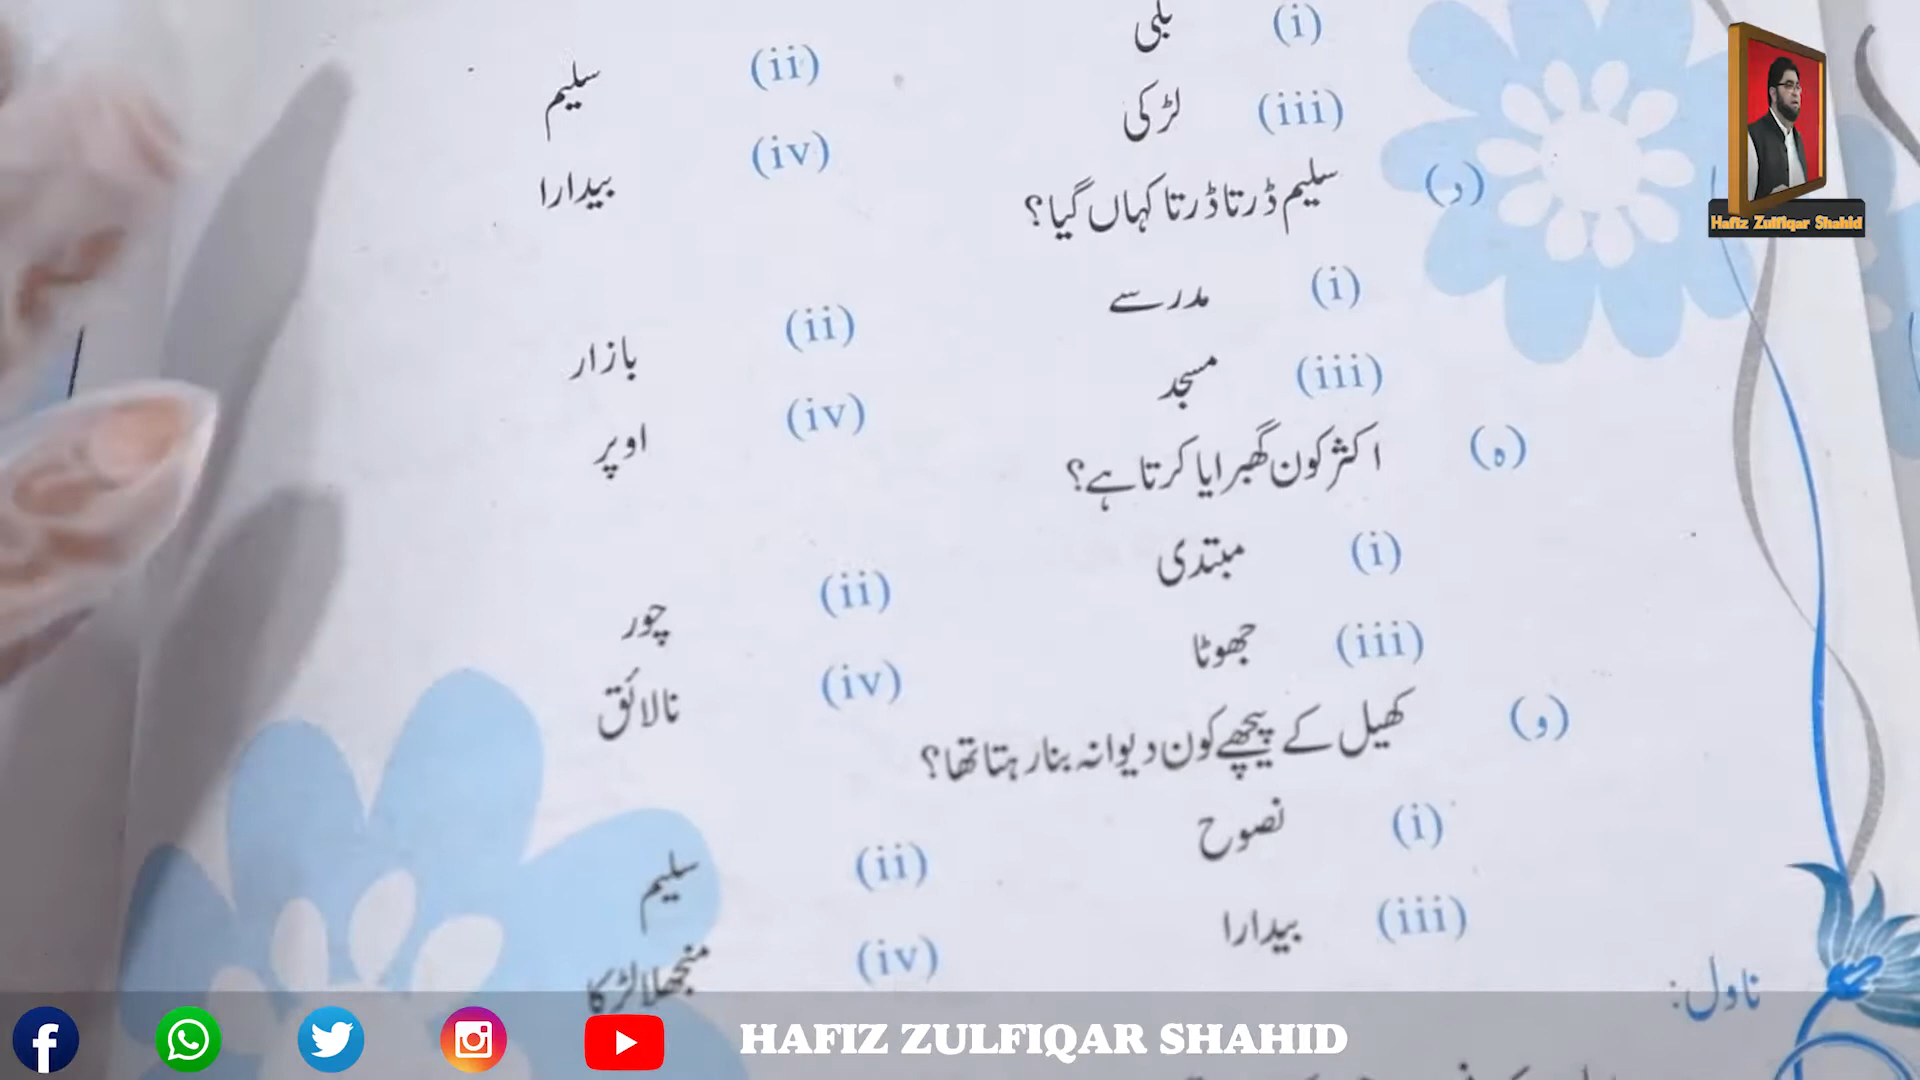 (i) بلی (ii) سلیم
(iii) لڑکی (iv) بیدارا
(د) سلیم ڈرتا ڈرتا کہاں گیا؟
(i) مدرسے (ii) بازار
(iii) مسجد (iv) اوپر
(ہ) اکثر کون گھبرایا کرتا ہے؟
(i) مبتدی (ii) چور
(iii) جھوٹا (iv) نالائق
(و) کھیل کے پیچھے کون دیوانہ بنا رہتا تھا؟
(i) نصوح (ii) سلیم
(iii) بیدارا (iv) منجھلا لڑکا
ناول:
Hafiz Zulfiqar Shahid
HAFIZ ZULFIQAR SHAHID